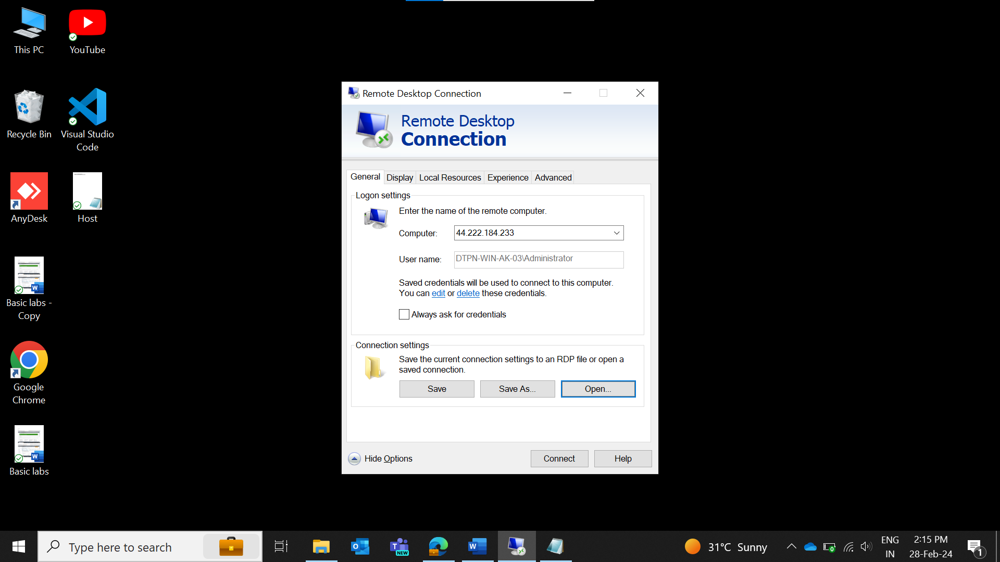 This PC
YouTube
Recycle Bin
Visual Studio
Code
AnyDesk
Host
Basic labs -
Copy
Google
Chrome
Basic labs
Remote Desktop Connection
Remote Desktop
Connection
General Display Local Resources Experience Advanced
Logon settings
Enter the name of the remote computer.
Computer: 44.222.184.233
User name: DTPN-WIN-AK-03\Administrator
Saved credentials will be used to connect to this computer.
You can edit or delete these credentials.
Always ask for credentials
Connection settings
Save the current connection settings to an RDP file or open a
saved connection.
Save Save As... Open...
Hide Options Connect Help
Type here to search
NEW
31°C Sunny
ENG
IN
2:15 PM
28-Feb-24
1